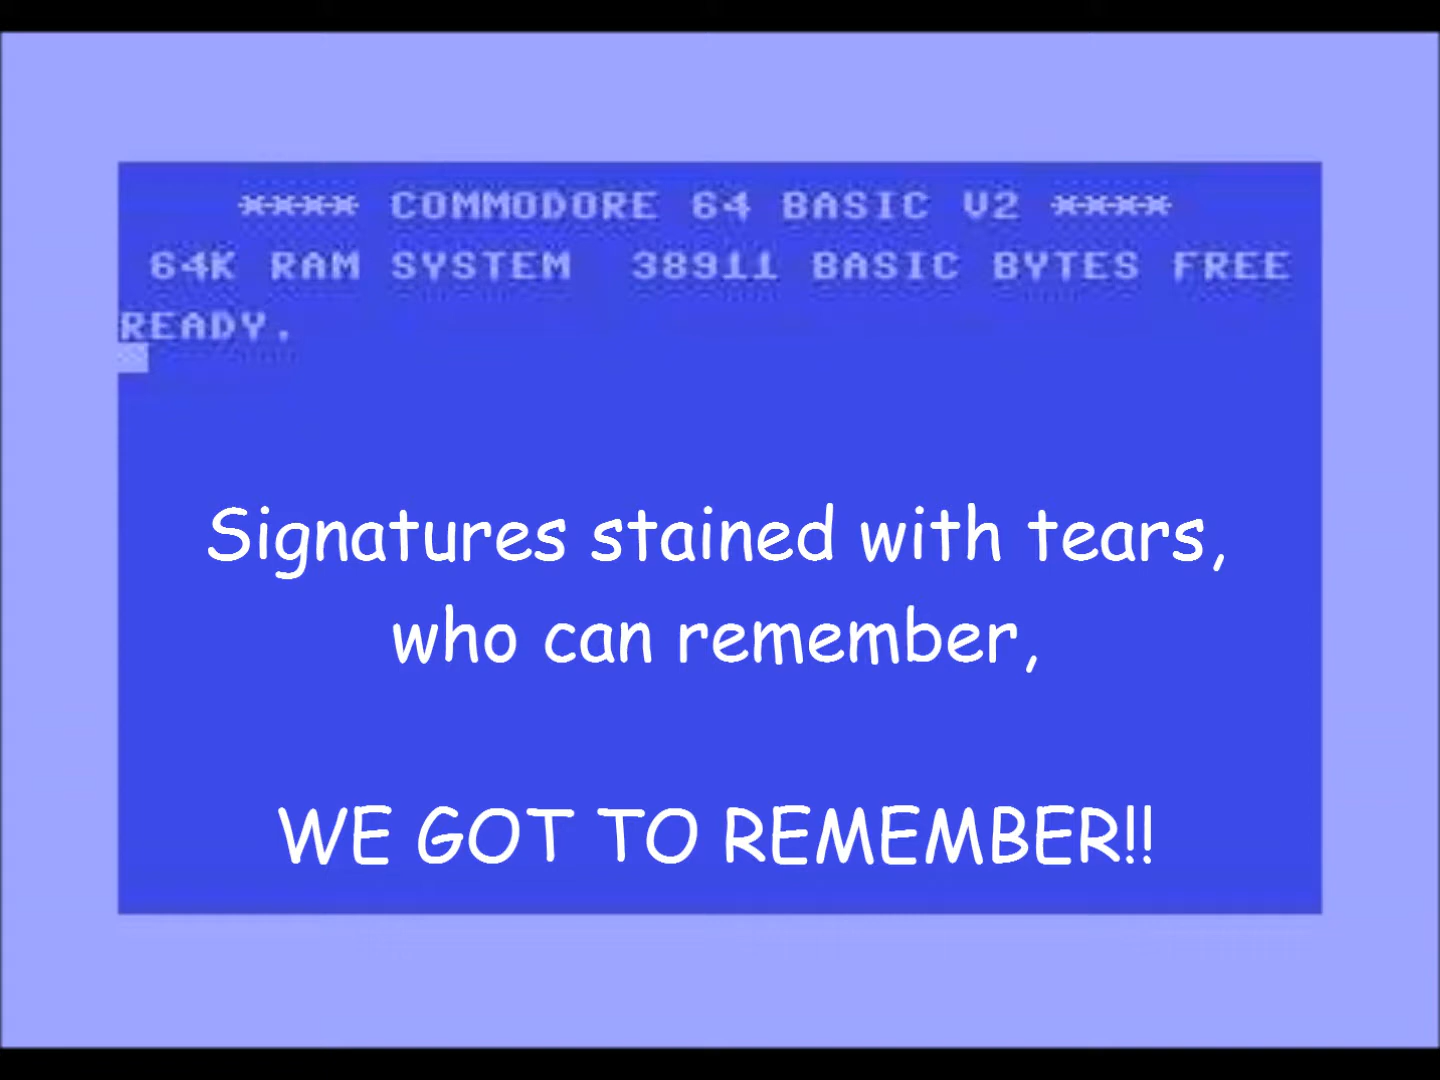 **** COMMODORE 64 BASIC V2 ****
64K RAM SYSTEM  38911 BASIC BYTES FREE
READY.
Signatures stained with tears,
who can remember,
WE GOT TO REMEMBER!!